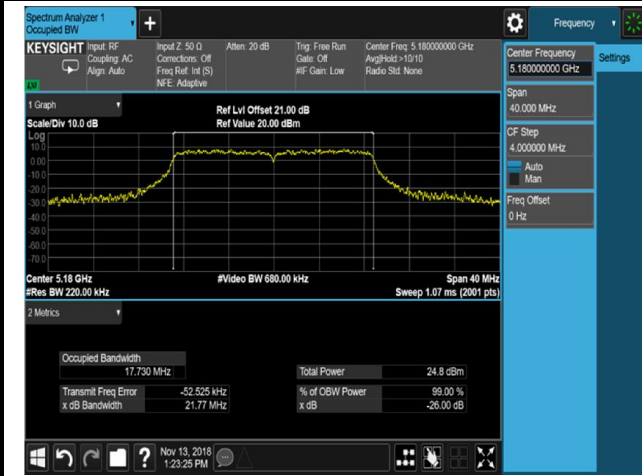 Spectrum Analyzer 1
Occupied BW
Frequency
KEYSIGHT
Input: RF
Coupling: AC
Align: Auto
Input Z: 50 Ω
Corrections: Off
Freq Ref: Int (S)
NFE: Adaptive
Atten: 20 dB
Trig: Free Run
Gate: Off
#IF Gain: Low
Center Freq: 5.180000000 GHz
Avg|Hold:>10/10
Radio Std: None
Center Frequency
5.180000000 GHz
Settings
Span
40.000 MHz
CF Step
4.000000 MHz
Auto
Man
Freq Offset
0 Hz
1 Graph
Scale/Div 10.0 dB
Ref Lvl Offset 21.00 dB
Ref Value 20.00 dBm
Log
10.0
0.00
-10.0
-20.0
-30.0
-40.0
-50.0
-60.0
-70.0
Center 5.18 GHz
#Video BW 680.00 kHz
Span 40 MHz
#Res BW 220.00 kHz
Sweep 1.07 ms (2001 pts)
2 Metrics
Occupied Bandwidth
17.730 MHz
Total Power 24.8 dBm
Transmit Freq Error -52.525 kHz
% of OBW Power 99.00 %
x dB Bandwidth 21.77 MHz
x dB -26.00 dB
Nov 13, 2018
1:23:25 PM